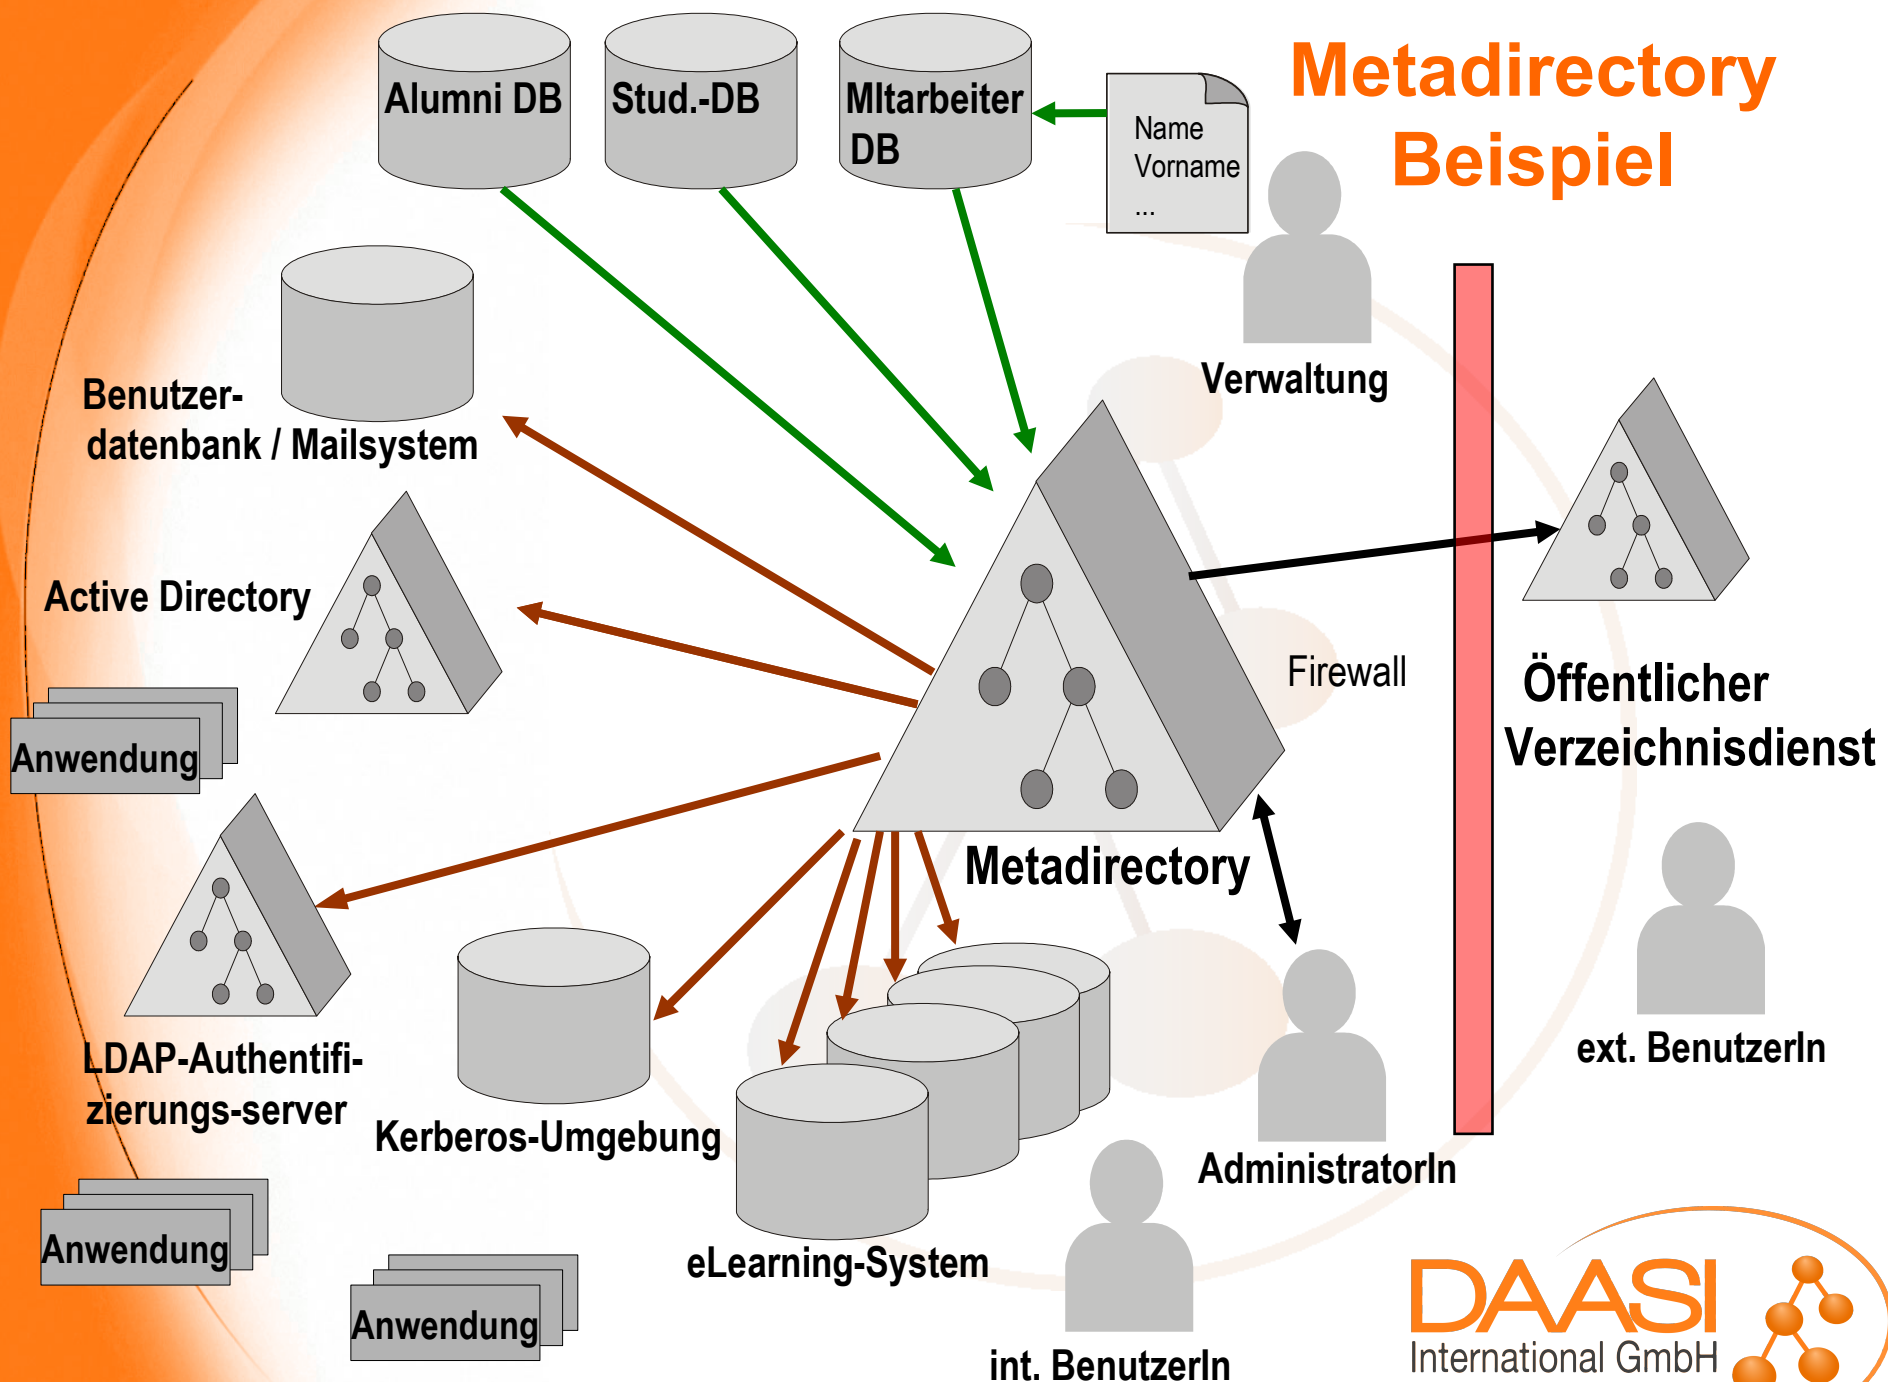 Metadirectory
Beispiel
Alumni DB
Stud.-DB
MItarbeiter
DB
Name
Vorname
...
Verwaltung
Benutzer-
datenbank / Mailsystem
Active Directory
Firewall
Öffentlicher
Verzeichnisdienst
Anwendung
Metadirectory
LDAP-Authentifi-
zierungs-server
Kerberos-Umgebung
ext. BenutzerIn
AdministratorIn
Anwendung
eLearning-System
Anwendung
int. BenutzerIn
DAASI
International GmbH